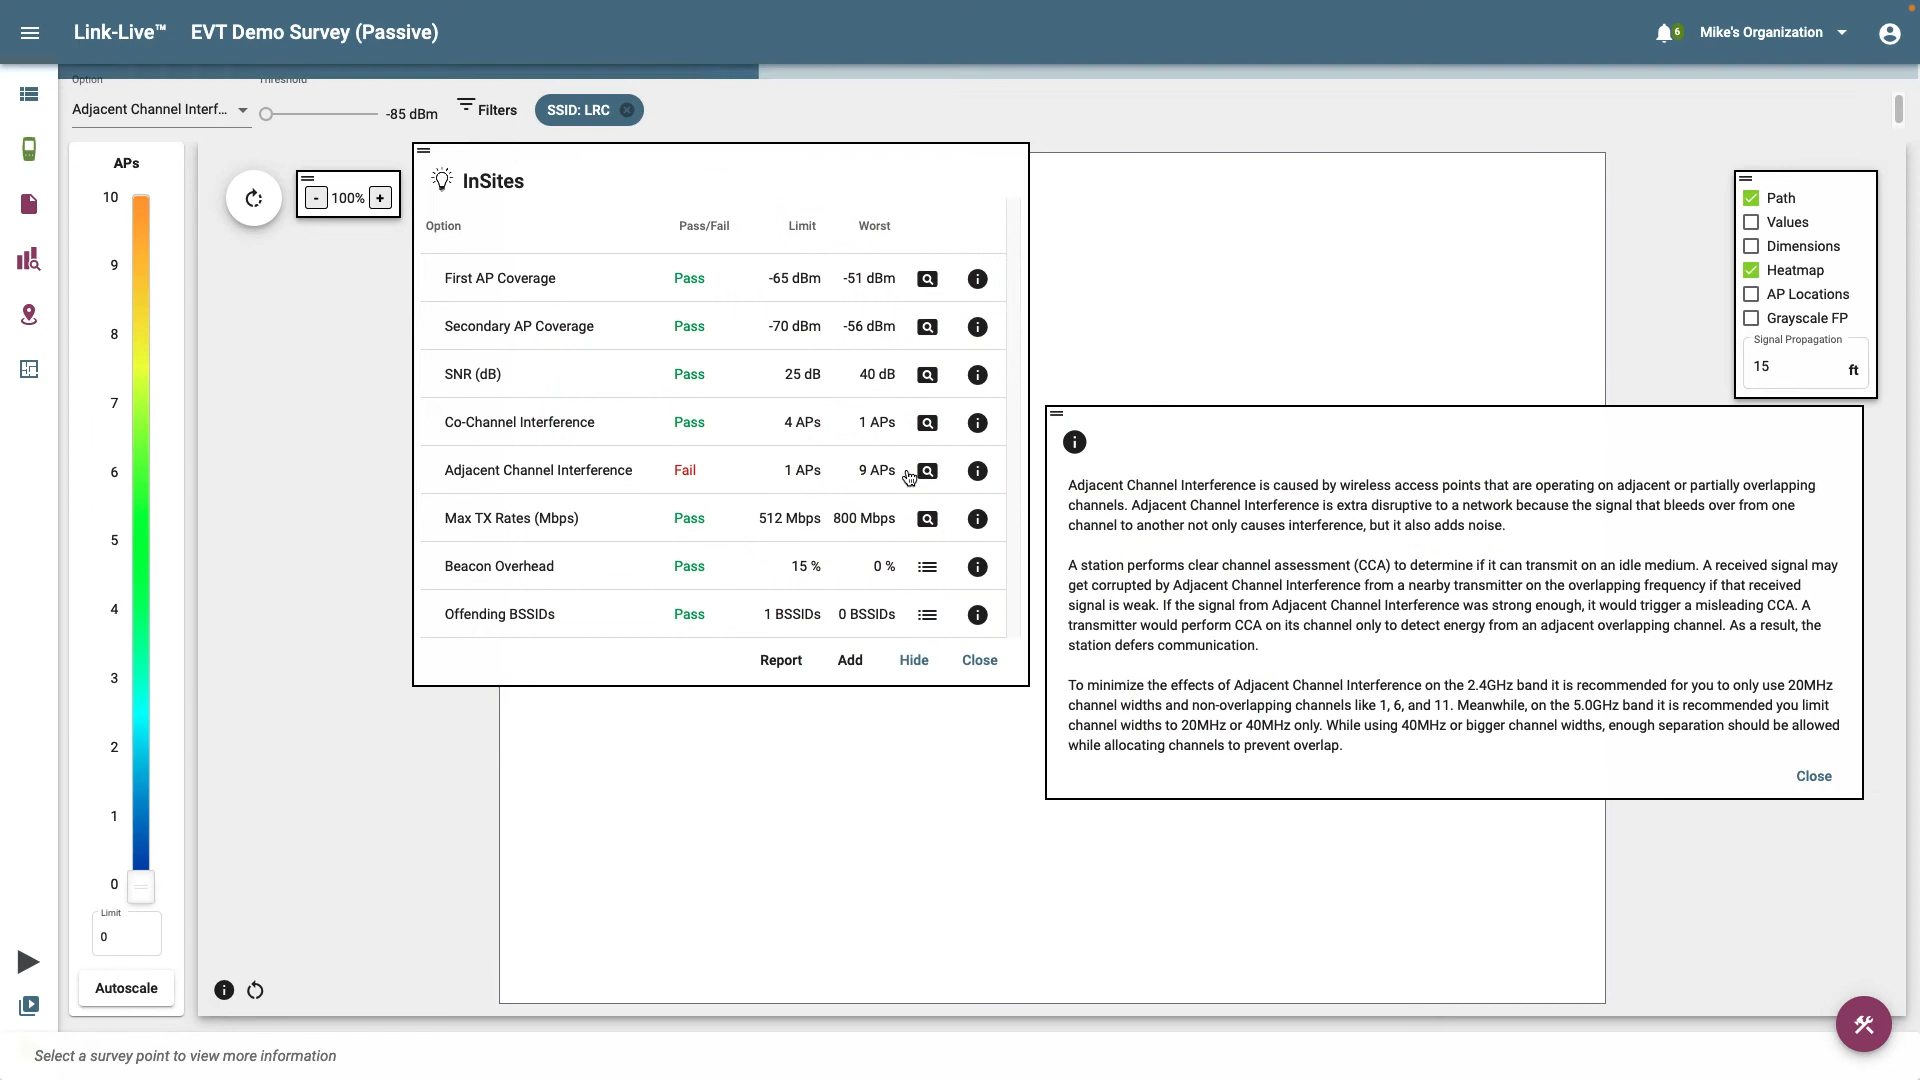 Link-Live™ EVT Demo Survey (Passive)
6 Mike's Organization
Option
Threshold
Adjacent Channel Interf...
-85 dBm
Filters
SSID: LRC
APs
10
9
8
7
6
5
4
3
2
1
0
Limit
0
Autoscale
- 100% +
InSites
Option Pass/Fail Limit Worst
First AP Coverage Pass -65 dBm -51 dBm
Secondary AP Coverage Pass -70 dBm -56 dBm
SNR (dB) Pass 25 dB 40 dB
Co-Channel Interference Pass 4 APs 1 APs
Adjacent Channel Interference Fail 1 APs 9 APs
Max TX Rates (Mbps) Pass 512 Mbps 800 Mbps
Beacon Overhead Pass 15 % 0 %
Offending BSSIDs Pass 1 BSSIDs 0 BSSIDs
Report Add Hide Close
Path
Values
Dimensions
Heatmap
AP Locations
Grayscale FP
Signal Propagation
15 ft
Adjacent Channel Interference is caused by wireless access points that are operating on adjacent or partially overlapping
channels. Adjacent Channel Interference is extra disruptive to a network because the signal that bleeds over from one
channel to another not only causes interference, but it also adds noise.
A station performs clear channel assessment (CCA) to determine if it can transmit on an idle medium. A received signal may
get corrupted by Adjacent Channel Interference from a nearby transmitter on the overlapping frequency if that received
signal is weak. If the signal from Adjacent Channel Interference was strong enough, it would trigger a misleading CCA. A
transmitter would perform CCA on its channel only to detect energy from an adjacent overlapping channel. As a result, the
station defers communication.
To minimize the effects of Adjacent Channel Interference on the 2.4GHz band it is recommended for you to only use 20MHz
channel widths and non-overlapping channels like 1, 6, and 11. Meanwhile, on the 5.0GHz band it is recommended you limit
channel widths to 20MHz or 40MHz only. While using 40MHz or bigger channel widths, enough separation should be allowed
while allocating channels to prevent overlap.
Close
Select a survey point to view more information